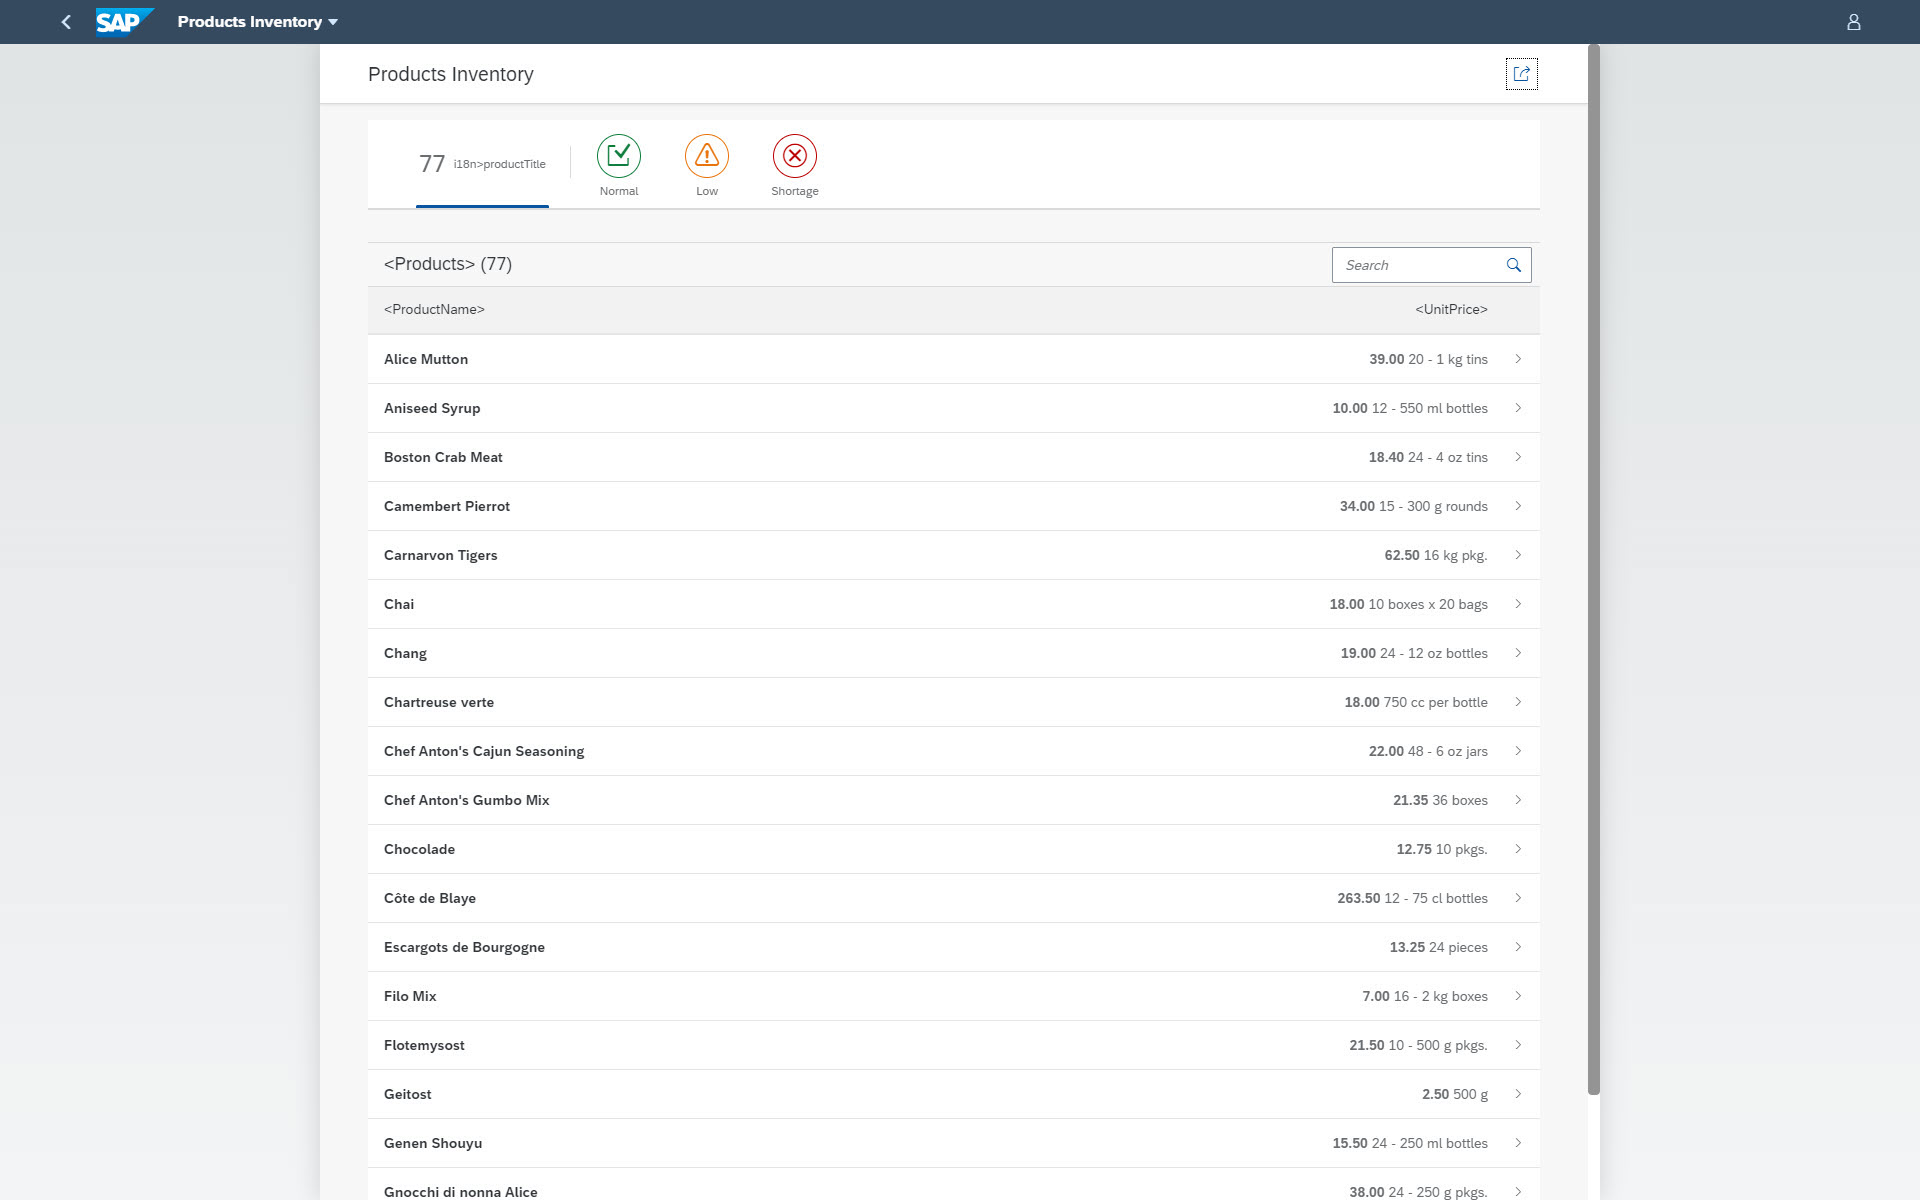 SAP Products Inventory
Products Inventory
77 i18n>productTitle
Normal
Low
Shortage
<Products> (77)
Search
<ProductName> <UnitPrice>
Alice Mutton 39.00 20 - 1 kg tins
Aniseed Syrup 10.00 12 - 550 ml bottles
Boston Crab Meat 18.40 24 - 4 oz tins
Camembert Pierrot 34.00 15 - 300 g rounds
Carnarvon Tigers 62.50 16 kg pkg.
Chai 18.00 10 boxes x 20 bags
Chang 19.00 24 - 12 oz bottles
Chartreuse verte 18.00 750 cc per bottle
Chef Anton's Cajun Seasoning 22.00 48 - 6 oz jars
Chef Anton's Gumbo Mix 21.35 36 boxes
Chocolade 12.75 10 pkgs.
Côte de Blaye 263.50 12 - 75 cl bottles
Escargots de Bourgogne 13.25 24 pieces
Filo Mix 7.00 16 - 2 kg boxes
Flotemysost 21.50 10 - 500 g pkgs.
Geitost 2.50 500 g
Genen Shouyu 15.50 24 - 250 ml bottles
Gnocchi di nonna Alice 38.00 24 - 250 g pkgs.